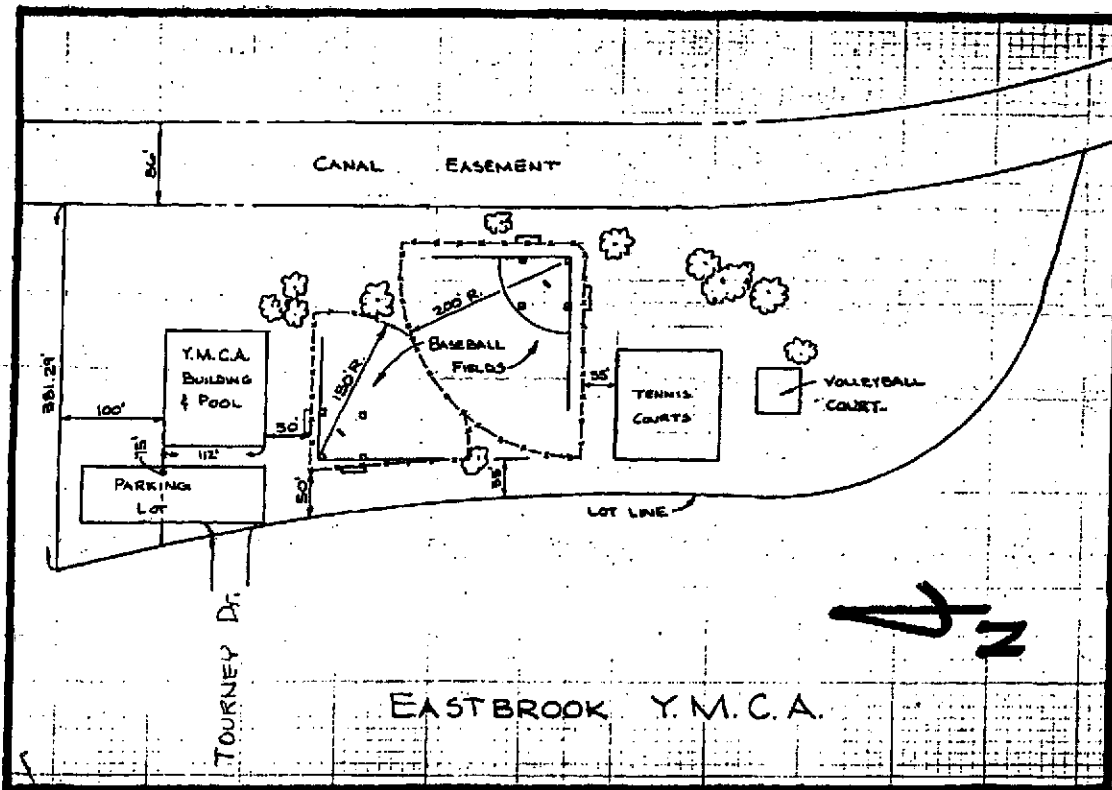 86'
CANAL EASEMENT
381.29'
Y.M.C.A.
BUILDING
& POOL
100'
112'
30'
15'
PARKING
LOT
50'
150'R.
200'R.
BASEBALL
FIELDS
35'
35'
TENNIS
COURTS
VOLLEYBALL
COURT
LOT LINE
TOURNEY Dr.
N
EASTBROOK Y.M.C.A.